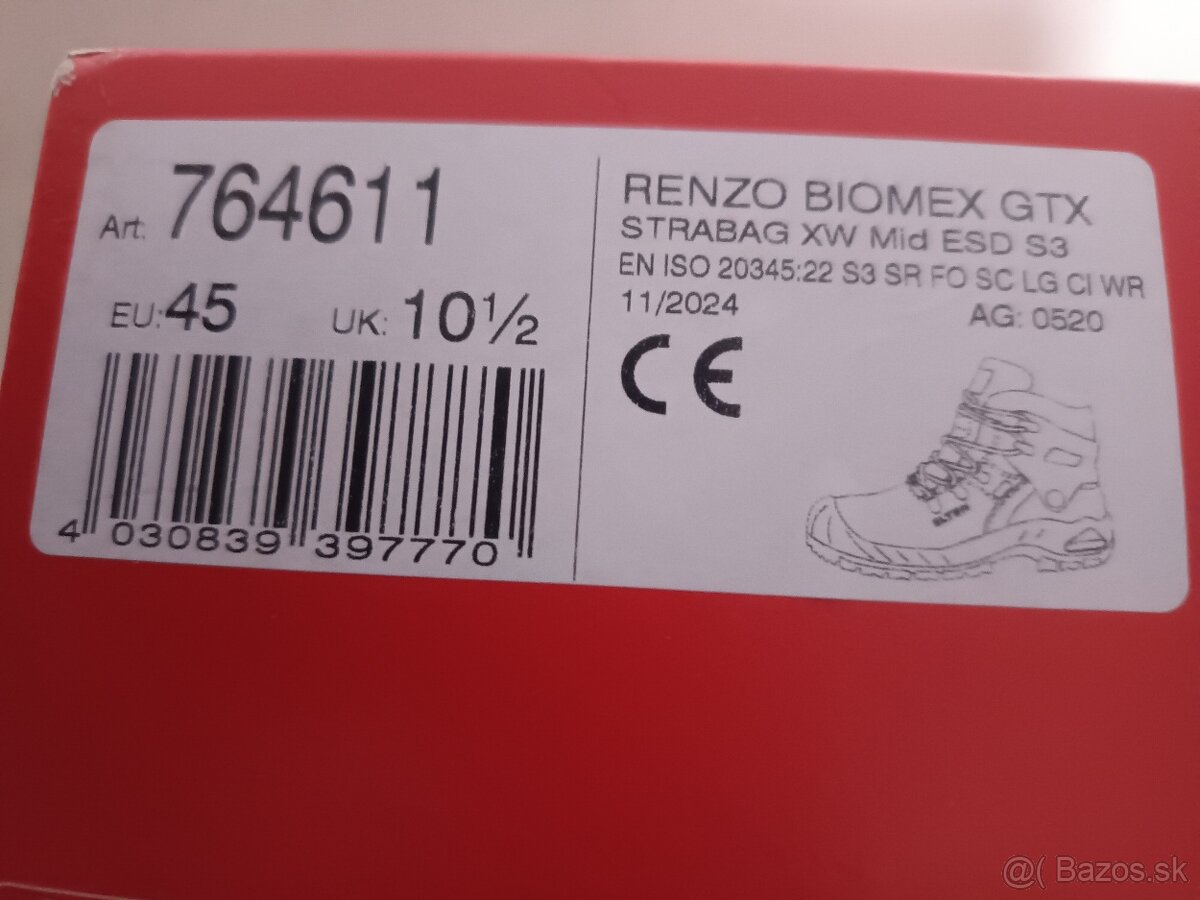 Art. 764611
EU: 45 UK: 10½
4 030839 397770
RENZO BIOMEX GTX
STRABAG XW Mid ESD S3
EN ISO 20345:22 S3 SR FO SC LG CI WR
11/2024 AG: 0520
CE
ELTEN
@( Bazos.sk